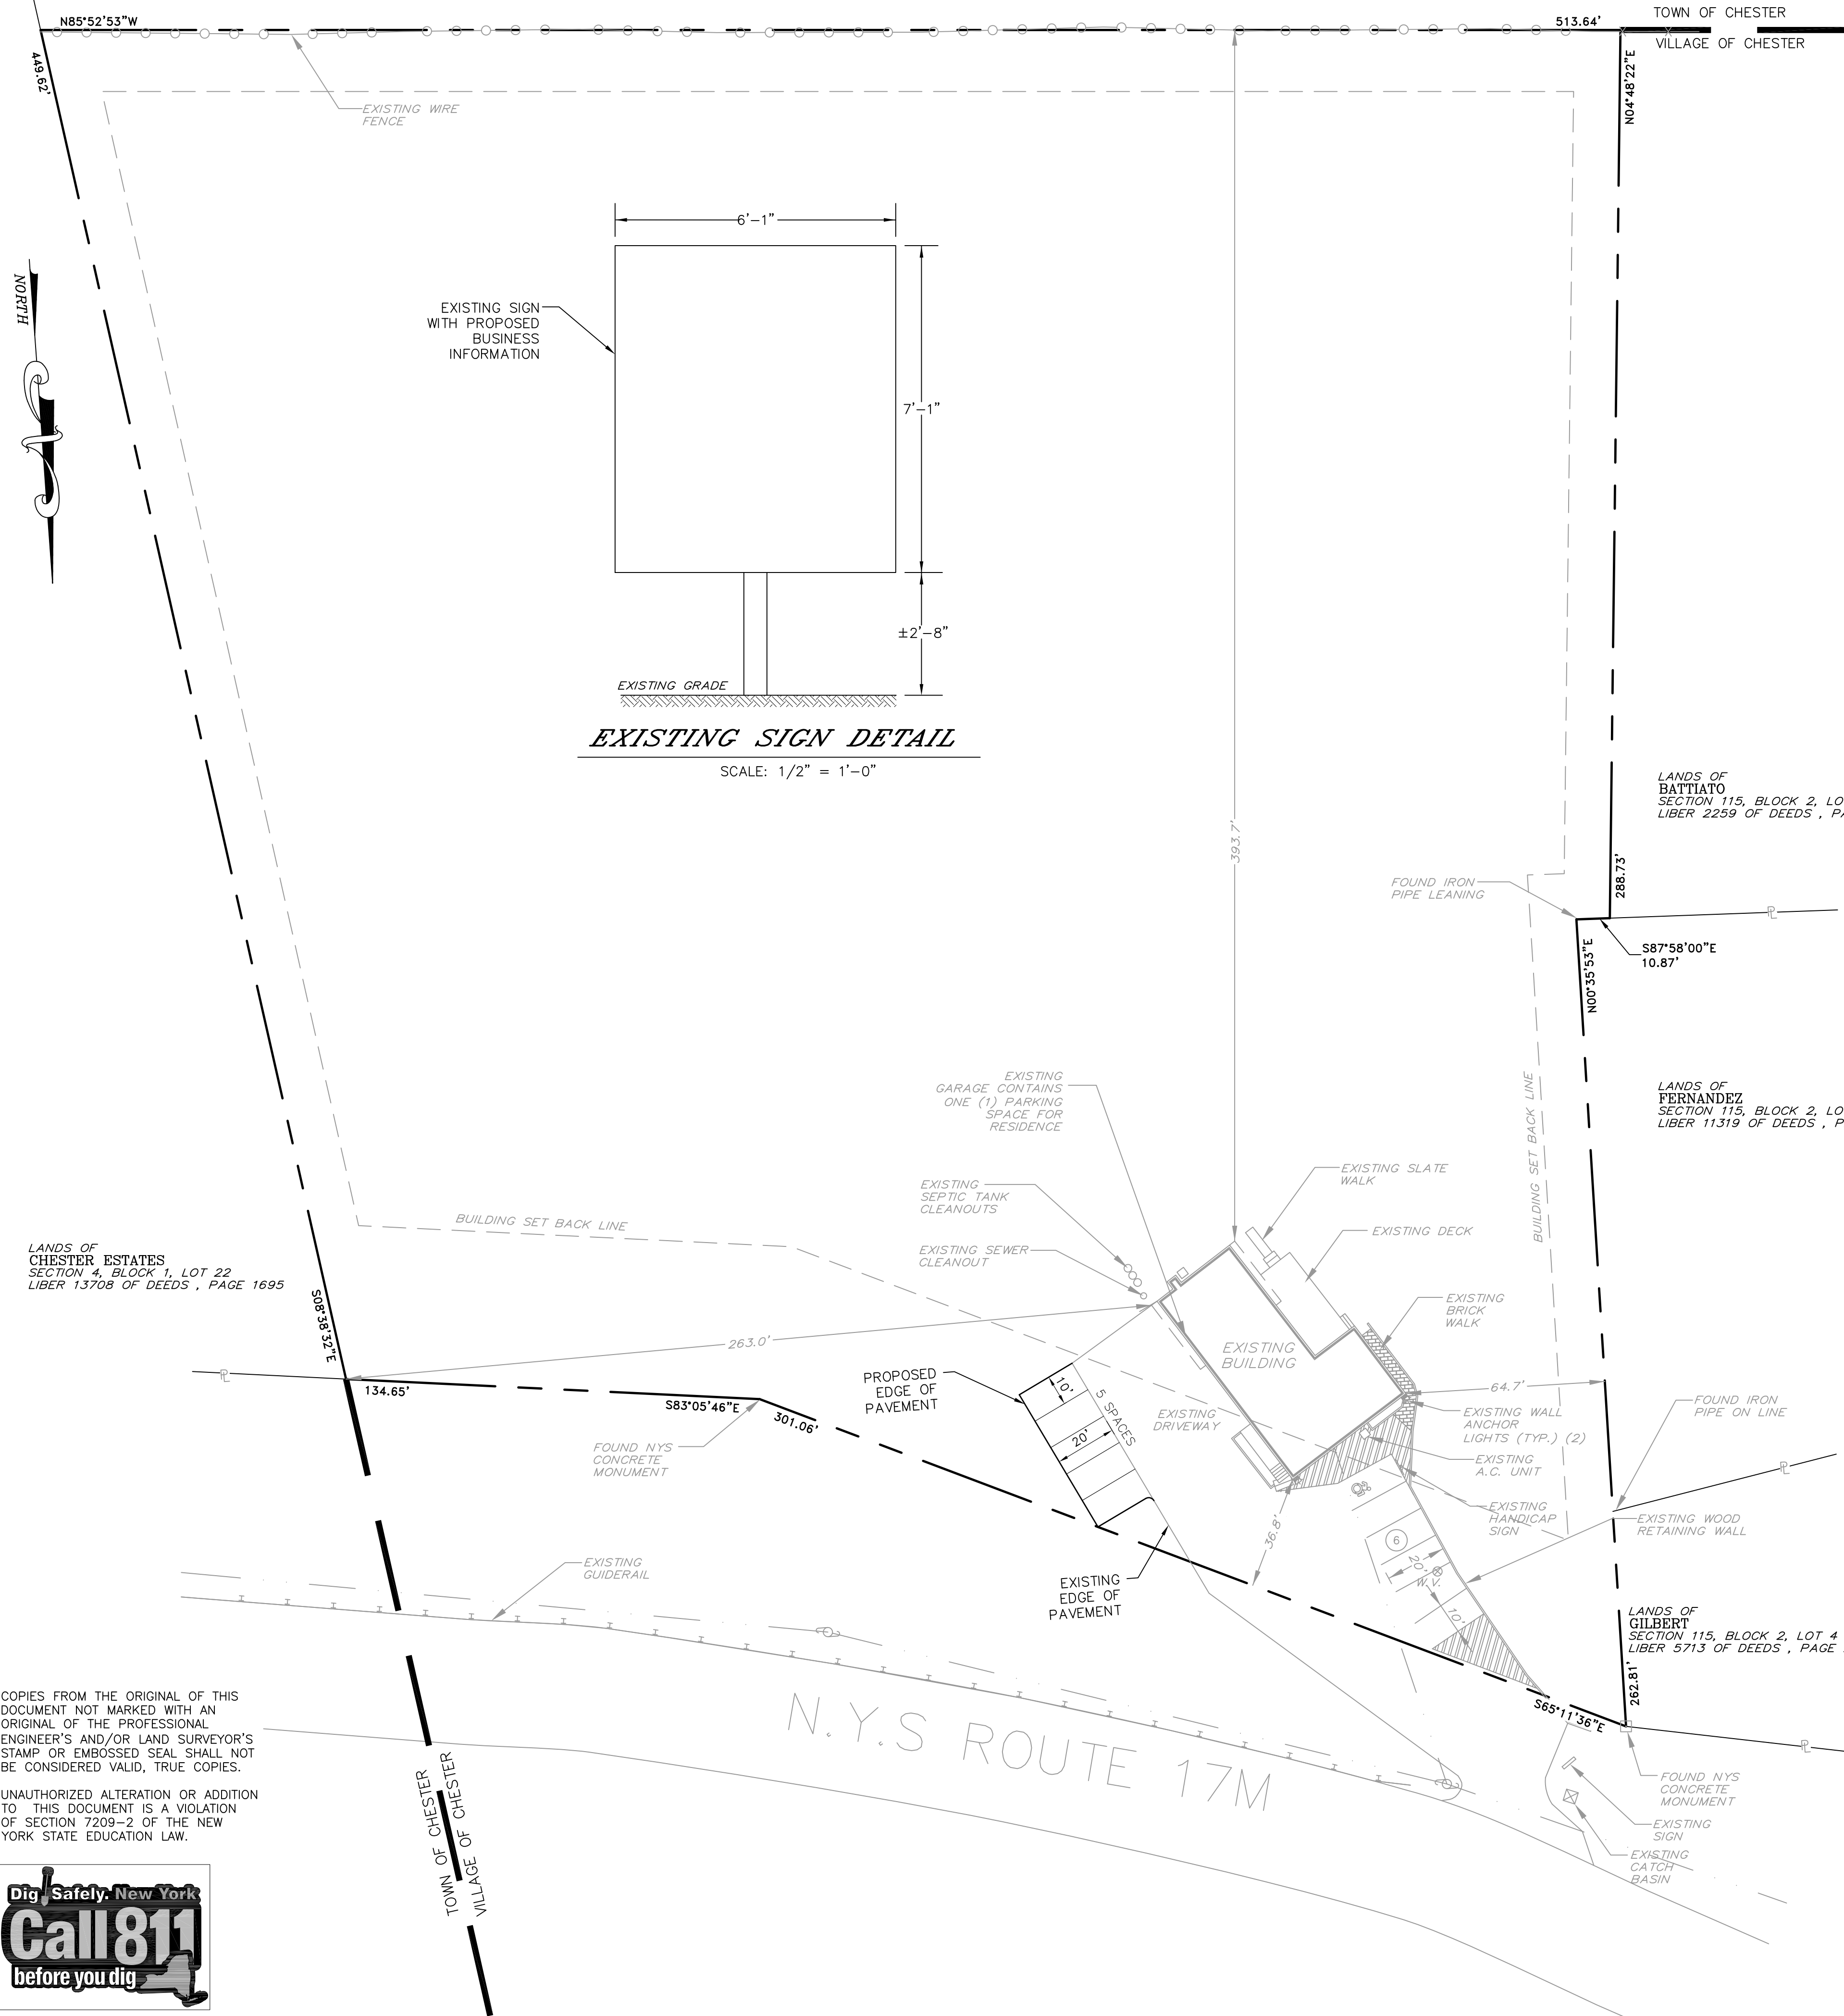 N85°52'53"W
513.64'
TOWN OF CHESTER
VILLAGE OF CHESTER
449.62'
N04°48'22"E
EXISTING WIRE
FENCE
NORTH
6'-1"
EXISTING SIGN
WITH PROPOSED
BUSINESS
INFORMATION
7'-1"
±2'-8"
EXISTING GRADE
EXISTING SIGN DETAIL
SCALE: 1/2" = 1'-0"
393.7'
LANDS OF
BATTIATO
SECTION 115, BLOCK 2, LO
LIBER 2259 OF DEEDS , PA
288.73'
FOUND IRON
PIPE LEANING
P L
S87°58'00"E
10.87'
N00°35'53"E
BUILDING SET BACK LINE
LANDS OF
FERNANDEZ
SECTION 115, BLOCK 2, LO
LIBER 11319 OF DEEDS , P
EXISTING
GARAGE CONTAINS
ONE (1) PARKING
SPACE FOR
RESIDENCE
EXISTING
SEPTIC TANK
CLEANOUTS
EXISTING SEWER
CLEANOUT
EXISTING SLATE
WALK
EXISTING DECK
EXISTING
BRICK
WALK
BUILDING SET BACK LINE
LANDS OF
CHESTER ESTATES
SECTION 4, BLOCK 1, LOT 22
LIBER 13708 OF DEEDS , PAGE 1695
S08°38'32"E
263.0'
EXISTING
BUILDING
P L
134.65'
S83°05'46"E
301.06'
PROPOSED
EDGE OF
PAVEMENT
10'
5 SPACES
20'
EXISTING
DRIVEWAY
64.7'
FOUND IRON
PIPE ON LINE
EXISTING WALL
ANCHOR
LIGHTS (TYP.) (2)
EXISTING
A.C. UNIT
EXISTING
HANDICAP
SIGN
P L
EXISTING WOOD
RETAINING WALL
FOUND NYS
CONCRETE
MONUMENT
36.8'
6
20'
W.V.
10'
EXISTING
GUIDERAIL
EXISTING
EDGE OF
PAVEMENT
LANDS OF
GILBERT
SECTION 115, BLOCK 2, LOT 4
LIBER 5713 OF DEEDS , PAGE
262.81'
S65°11'36"E
P L
N.Y.S ROUTE 17M
FOUND NYS
CONCRETE
MONUMENT
EXISTING
SIGN
EXISTING
CATCH
BASIN
COPIES FROM THE ORIGINAL OF THIS
DOCUMENT NOT MARKED WITH AN
ORIGINAL OF THE PROFESSIONAL
ENGINEER'S AND/OR LAND SURVEYOR'S
STAMP OR EMBOSSED SEAL SHALL NOT
BE CONSIDERED VALID, TRUE COPIES.
UNAUTHORIZED ALTERATION OR ADDITION
TO THIS DOCUMENT IS A VIOLATION
OF SECTION 7209-2 OF THE NEW
YORK STATE EDUCATION LAW.
TOWN OF CHESTER
VILLAGE OF CHESTER
Dig Safely. New York
Call 811
before you dig